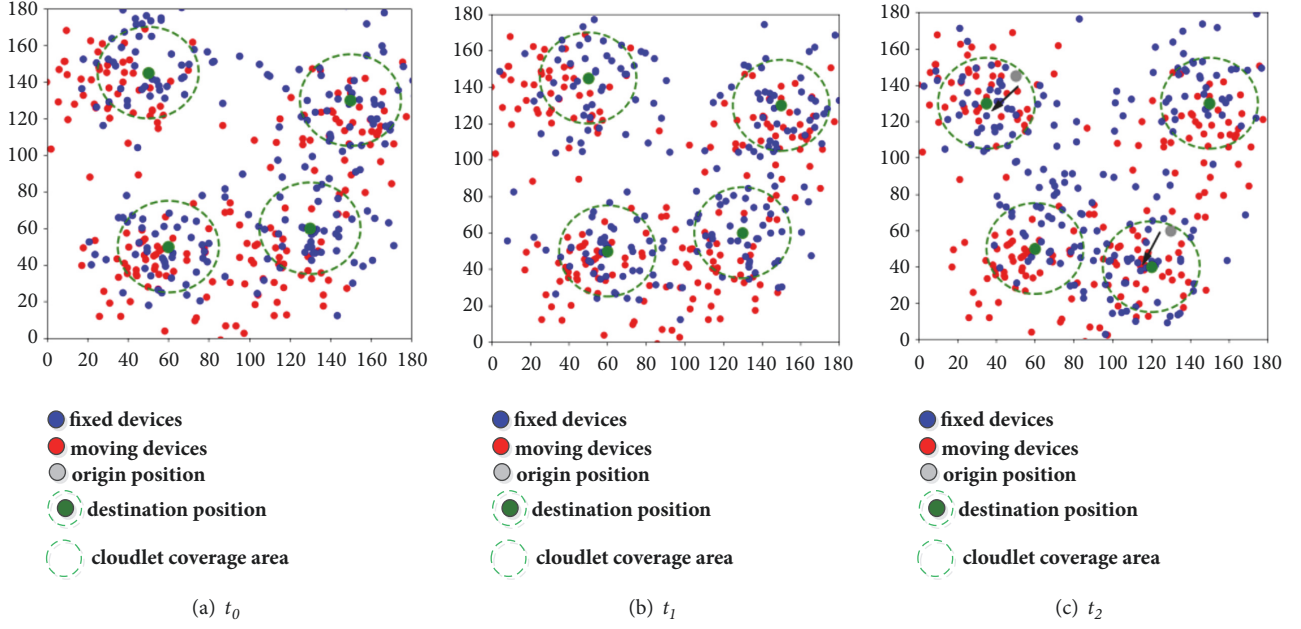 180
160
140
120
100
80
60
40
20
0
0 20 40 60 80 100 120 140 160 180
fixed devices
moving devices
origin position
destination position
cloudlet coverage area
(a) t0
180
160
140
120
100
80
60
40
20
0
0 20 40 60 80 100 120 140 160 180
fixed devices
moving devices
origin position
destination position
cloudlet coverage area
(b) t1
180
160
140
120
100
80
60
40
20
0
0 20 40 60 80 100 120 140 160 180
fixed devices
moving devices
origin position
destination position
cloudlet coverage area
(c) t2